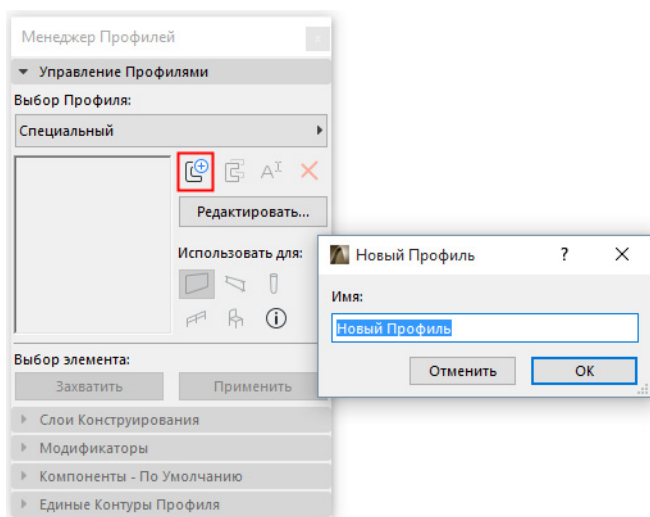 Менеджер Профилей
Управление Профилями
Выбор Профиля:
Специальный
Редактировать...
Использовать для:
Выбор элемента:
Захватить
Применить
Слои Конструирования
Модификаторы
Компоненты - По Умолчанию
Единые Контуры Профиля
Новый Профиль
?
Имя:
Новый Профиль
Отменить
OK